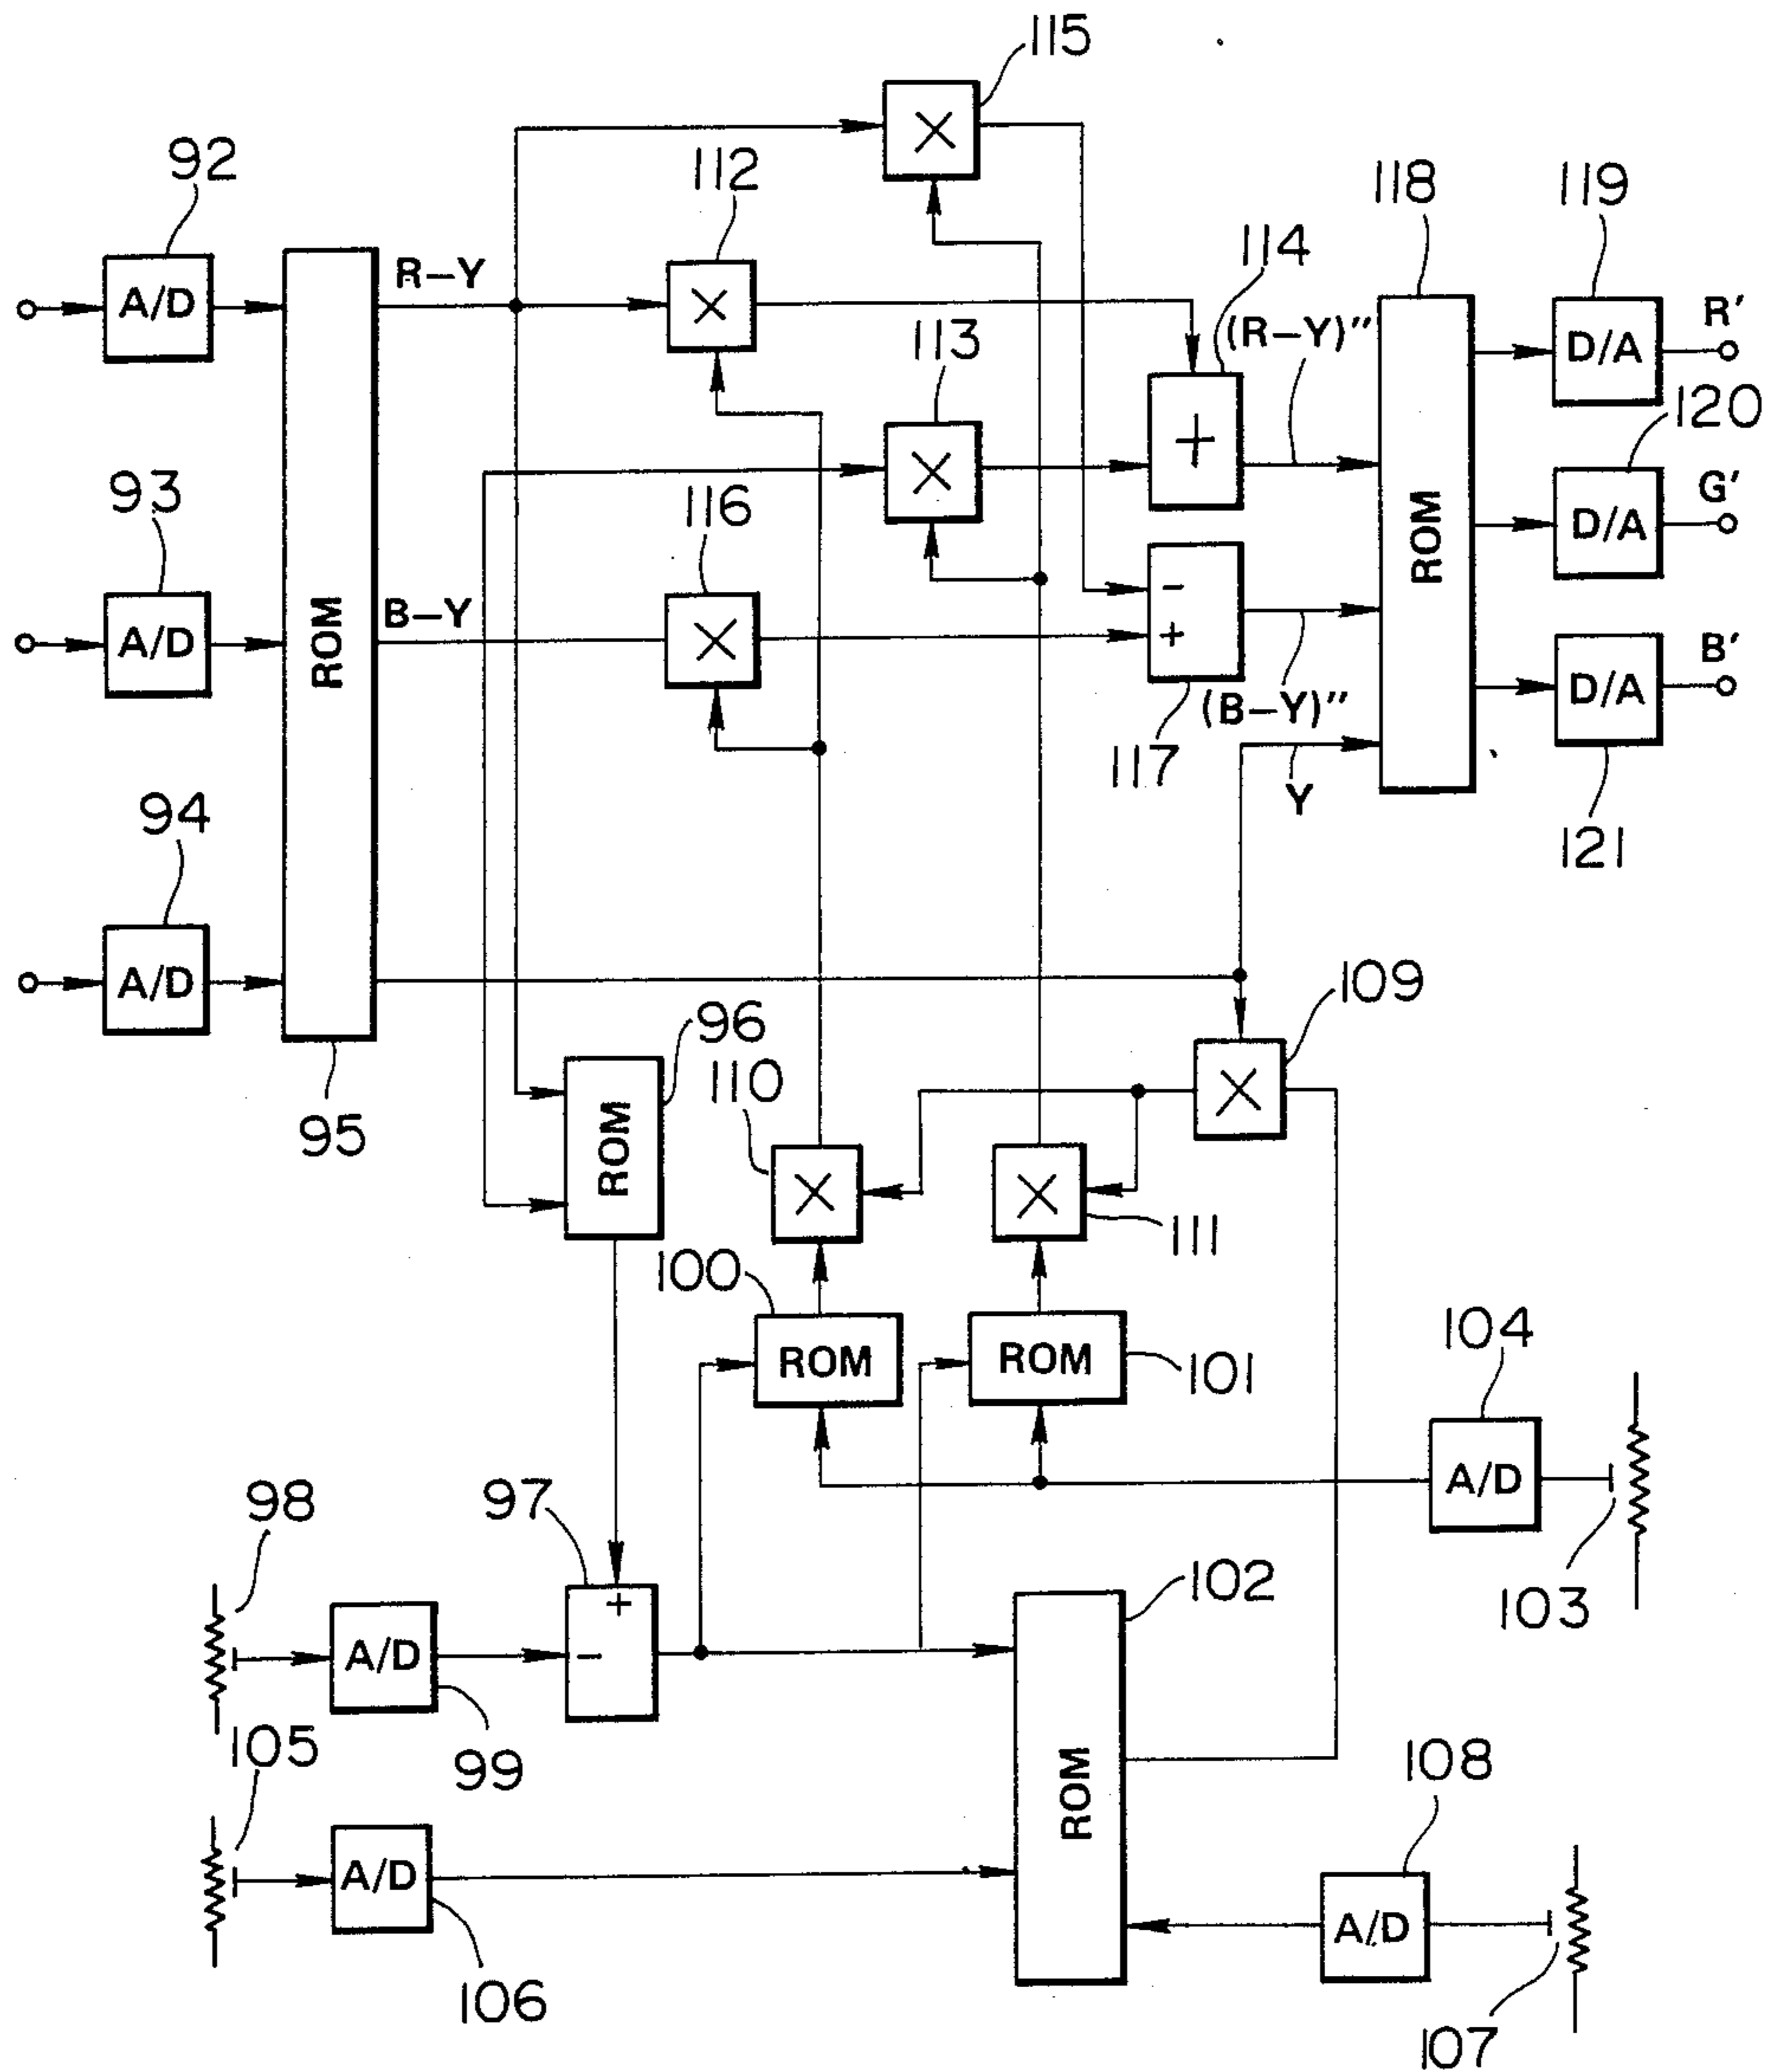 115
92
112
118
119
114
A/D
R–Y
×
(R–Y)″
D/A
R′
113
120
+
×
93
116
ROM
D/A
G′
A/D
ROM
B–Y
×
–
+
D/A
B′
(B–Y)″
117
Y
121
94
A/D
109
96
110
×
95
ROM
×
×
111
100
ROM
ROM
101
104
A/D
98
97
102
103
+
A/D
–
105
99
ROM
108
A/D
A/D
106
107